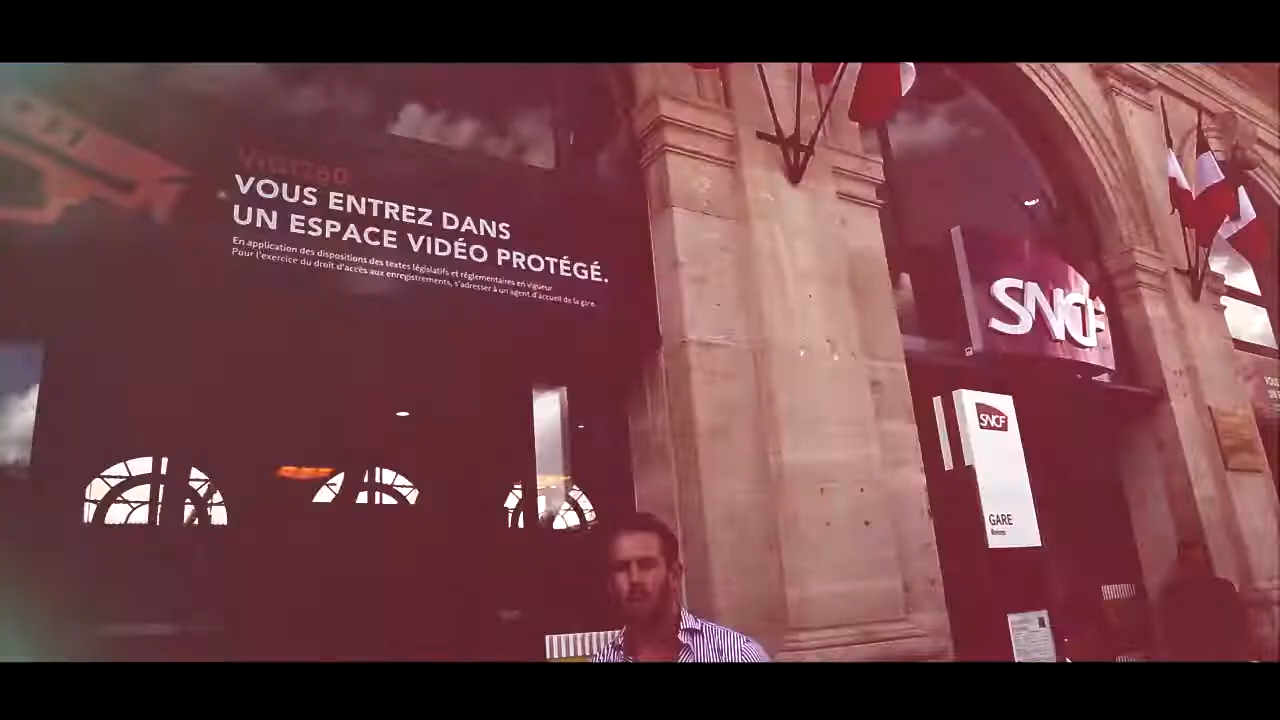 VOUS ENTREZ DANS
UN ESPACE VIDÉO PROTÉGÉ.
En application des dispositions des textes législatifs et réglementaires en vigueur
Pour l'exercice du droit d'accès aux enregistrements, s'adresser à un agent d'accueil de la gare.
SNCF
SNCF
GARE